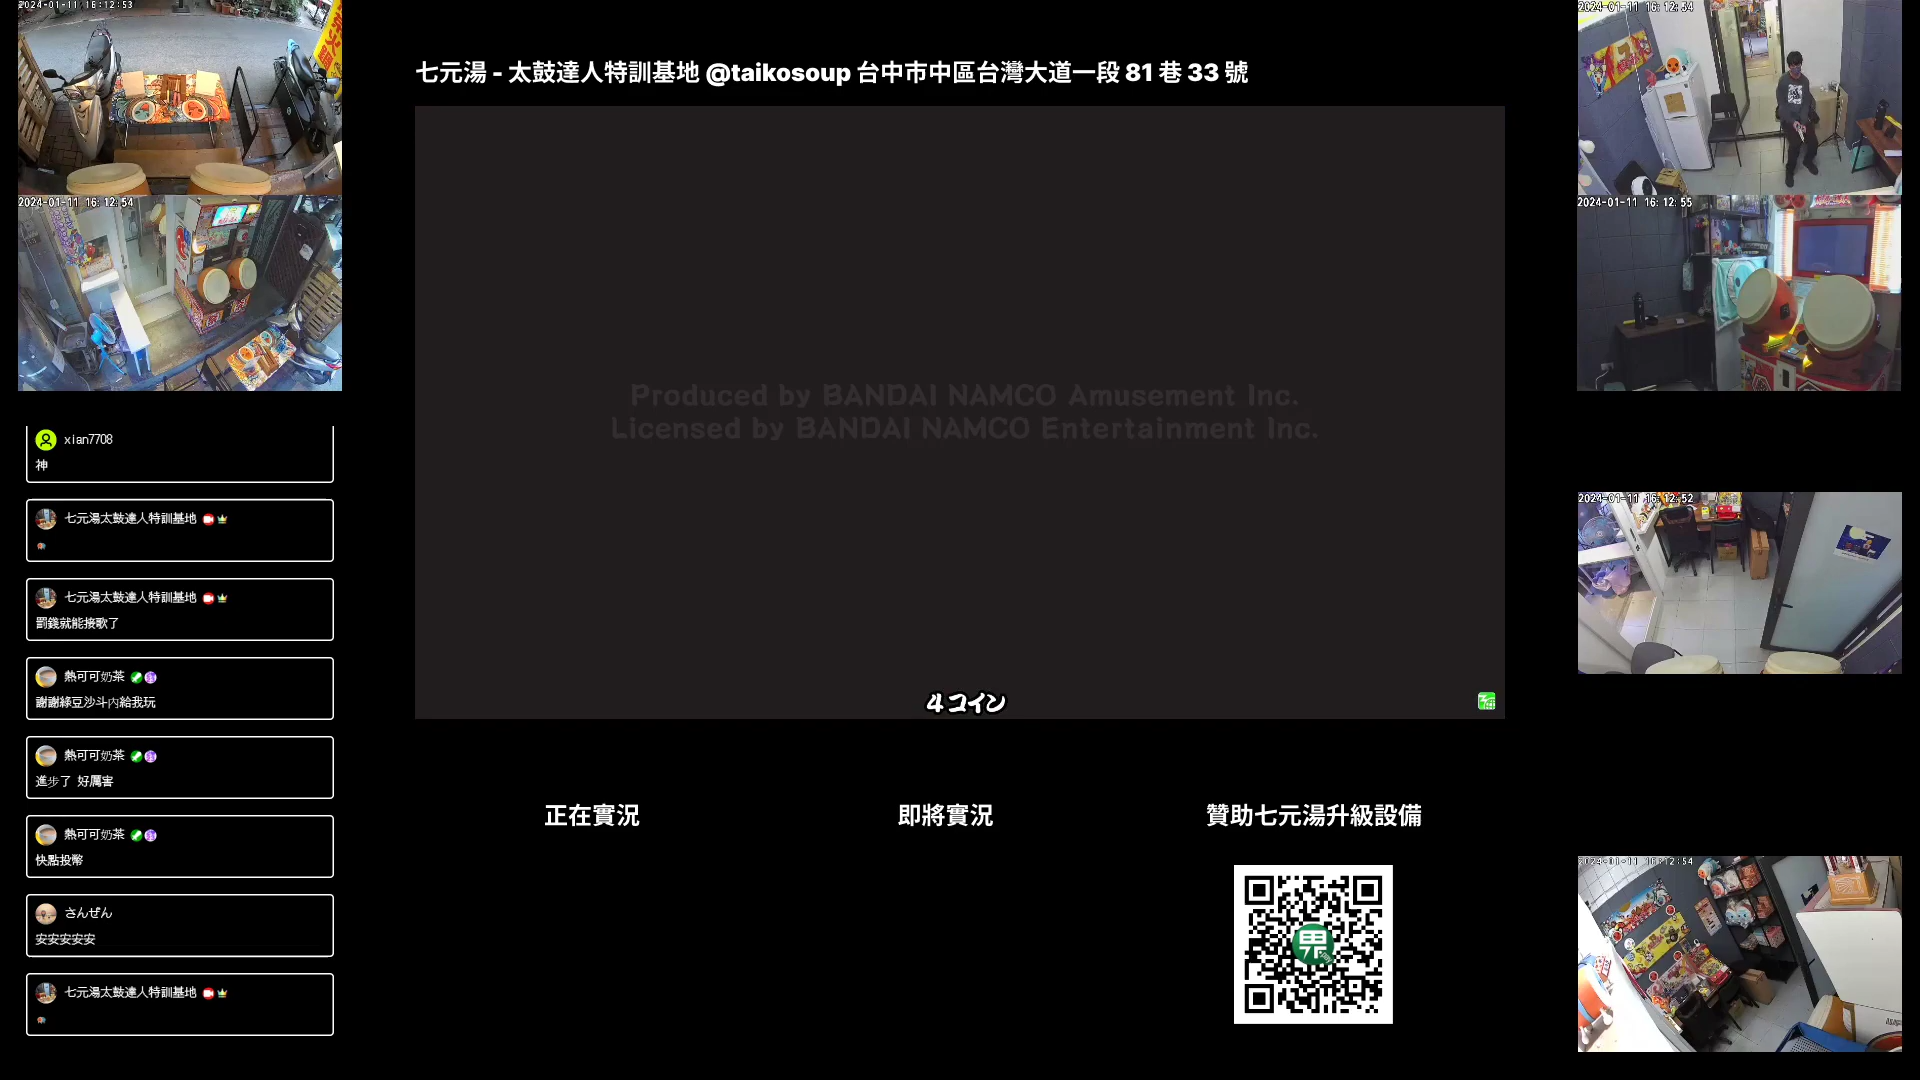 2024-01-11 16:12:53
2024-01-11 16:12:54
七元湯 - 太鼓達人特訓基地 @taikosoup 台中市中區台灣大道一段 81 巷 33 號
Produced by BANDAI NAMCO Amusement Inc.
Licensed by BANDAI NAMCO Entertainment Inc.
4コイン
xian7708
神
七元湯太鼓達人特訓基地
七元湯太鼓達人特訓基地
罰錢就能接歌了
熱可可奶茶
謝謝綠豆沙斗内給我玩
熱可可奶茶
進步了 好厲害
熱可可奶茶
快點投幣
さんぜん
安安安安安
七元湯太鼓達人特訓基地
正在實況
即將實況
贊助七元湯升級設備
界
2024-01-11 16:12:54
2024-01-11 16:12:55
2024-01-11 16:12:52
2024-01-11 16:12:54